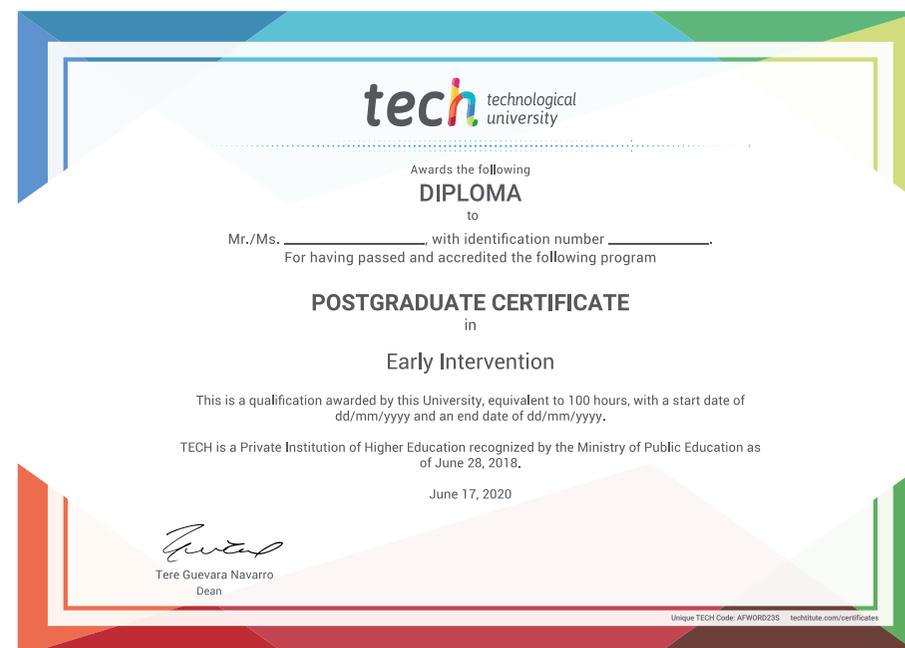 tech technological
university
Awards the following
DIPLOMA
to
Mr./Ms. ____________________, with identification number ______________.
For having passed and accredited the following program
POSTGRADUATE CERTIFICATE
in
Early Intervention
This is a qualification awarded by this University, equivalent to 100 hours, with a start date of
dd/mm/yyyy and an end date of dd/mm/yyyy.
TECH is a Private Institution of Higher Education recognized by the Ministry of Public Education as
of June 28, 2018.
June 17, 2020
Tere Guevara Navarro
Dean
Unique TECH Code: AFWORD23S techtitute.com/certificates